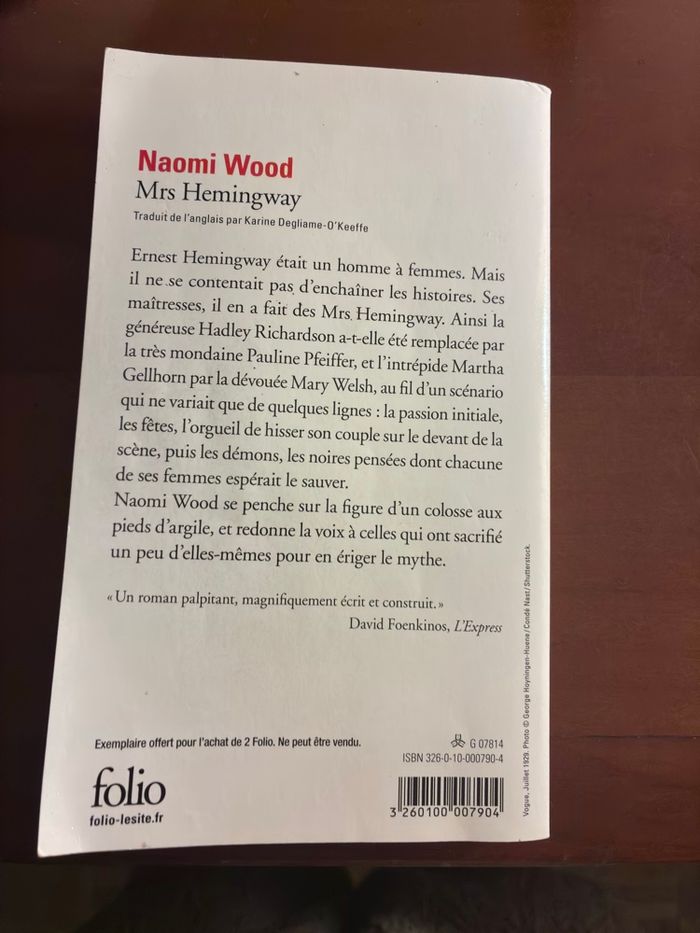 Naomi Wood
Mrs Hemingway
Traduit de l'anglais par Karine Degliame-O'Keeffe
Ernest Hemingway était un homme à femmes. Mais
il ne se contentait pas d'enchaîner les histoires. Ses
maîtresses, il en a fait des Mrs Hemingway. Ainsi la
généreuse Hadley Richardson a-t-elle été remplacée par
la très mondaine Pauline Pfeiffer, et l'intrépide Martha
Gellhorn par la dévouée Mary Welsh, au fil d'un scénario
qui ne variait que de quelques lignes : la passion initiale,
les fêtes, l'orgueil de hisser son couple sur le devant de la
scène, puis les démons, les noires pensées dont chacune
de ses femmes espérait le sauver.
Naomi Wood se penche sur la figure d'un colosse aux
pieds d'argile, et redonne la voix à celles qui ont sacrifié
un peu d'elles-mêmes pour en ériger le mythe.
« Un roman palpitant, magnifiquement écrit et construit. »
David Foenkinos, L'Express
Exemplaire offert pour l'achat de 2 Folio. Ne peut être vendu.
folio
folio-lesite.fr
G 07814
ISBN 326-0-10-000790-4
3 260100 007904
Vogue, Juillet 1929. Photo © George Hoyningen-Huene / Condé Nast / Shutterstock.